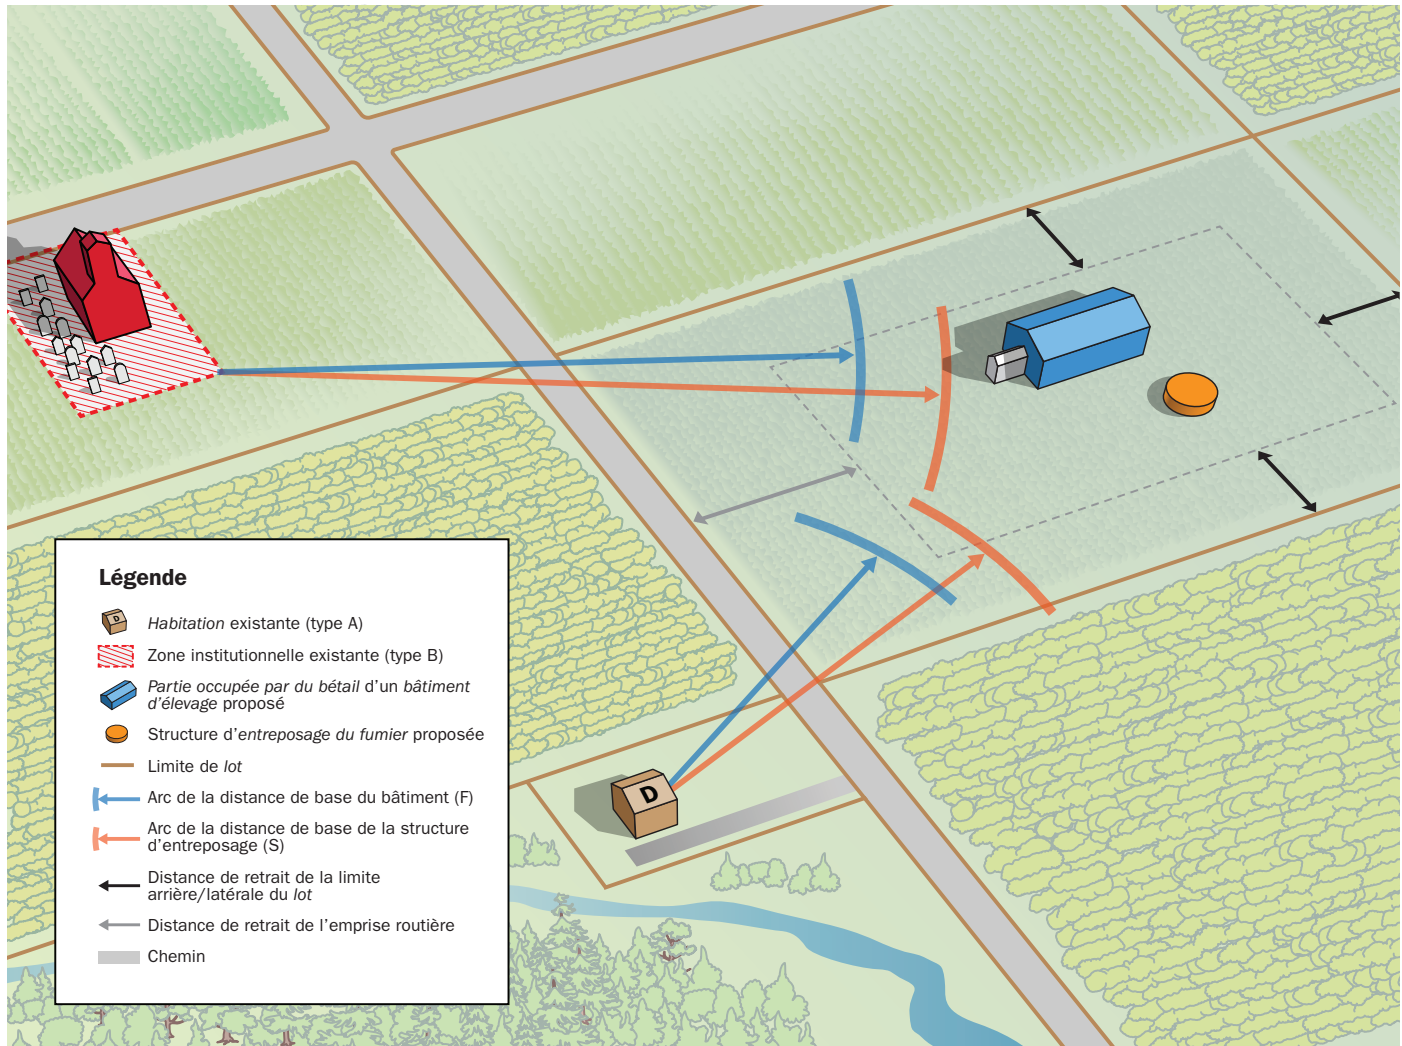 Légende
D
Habitation existante (type A)
Zone institutionnelle existante (type B)
Partie occupée par du bétail d'un bâtiment
d'élevage proposé
Structure d'entreposage du fumier proposée
Limite de lot
Arc de la distance de base du bâtiment (F)
Arc de la distance de base de la structure
d'entreposage (S)
Distance de retrait de la limite
arrière/latérale du lot
Distance de retrait de l'emprise routière
Chemin
D